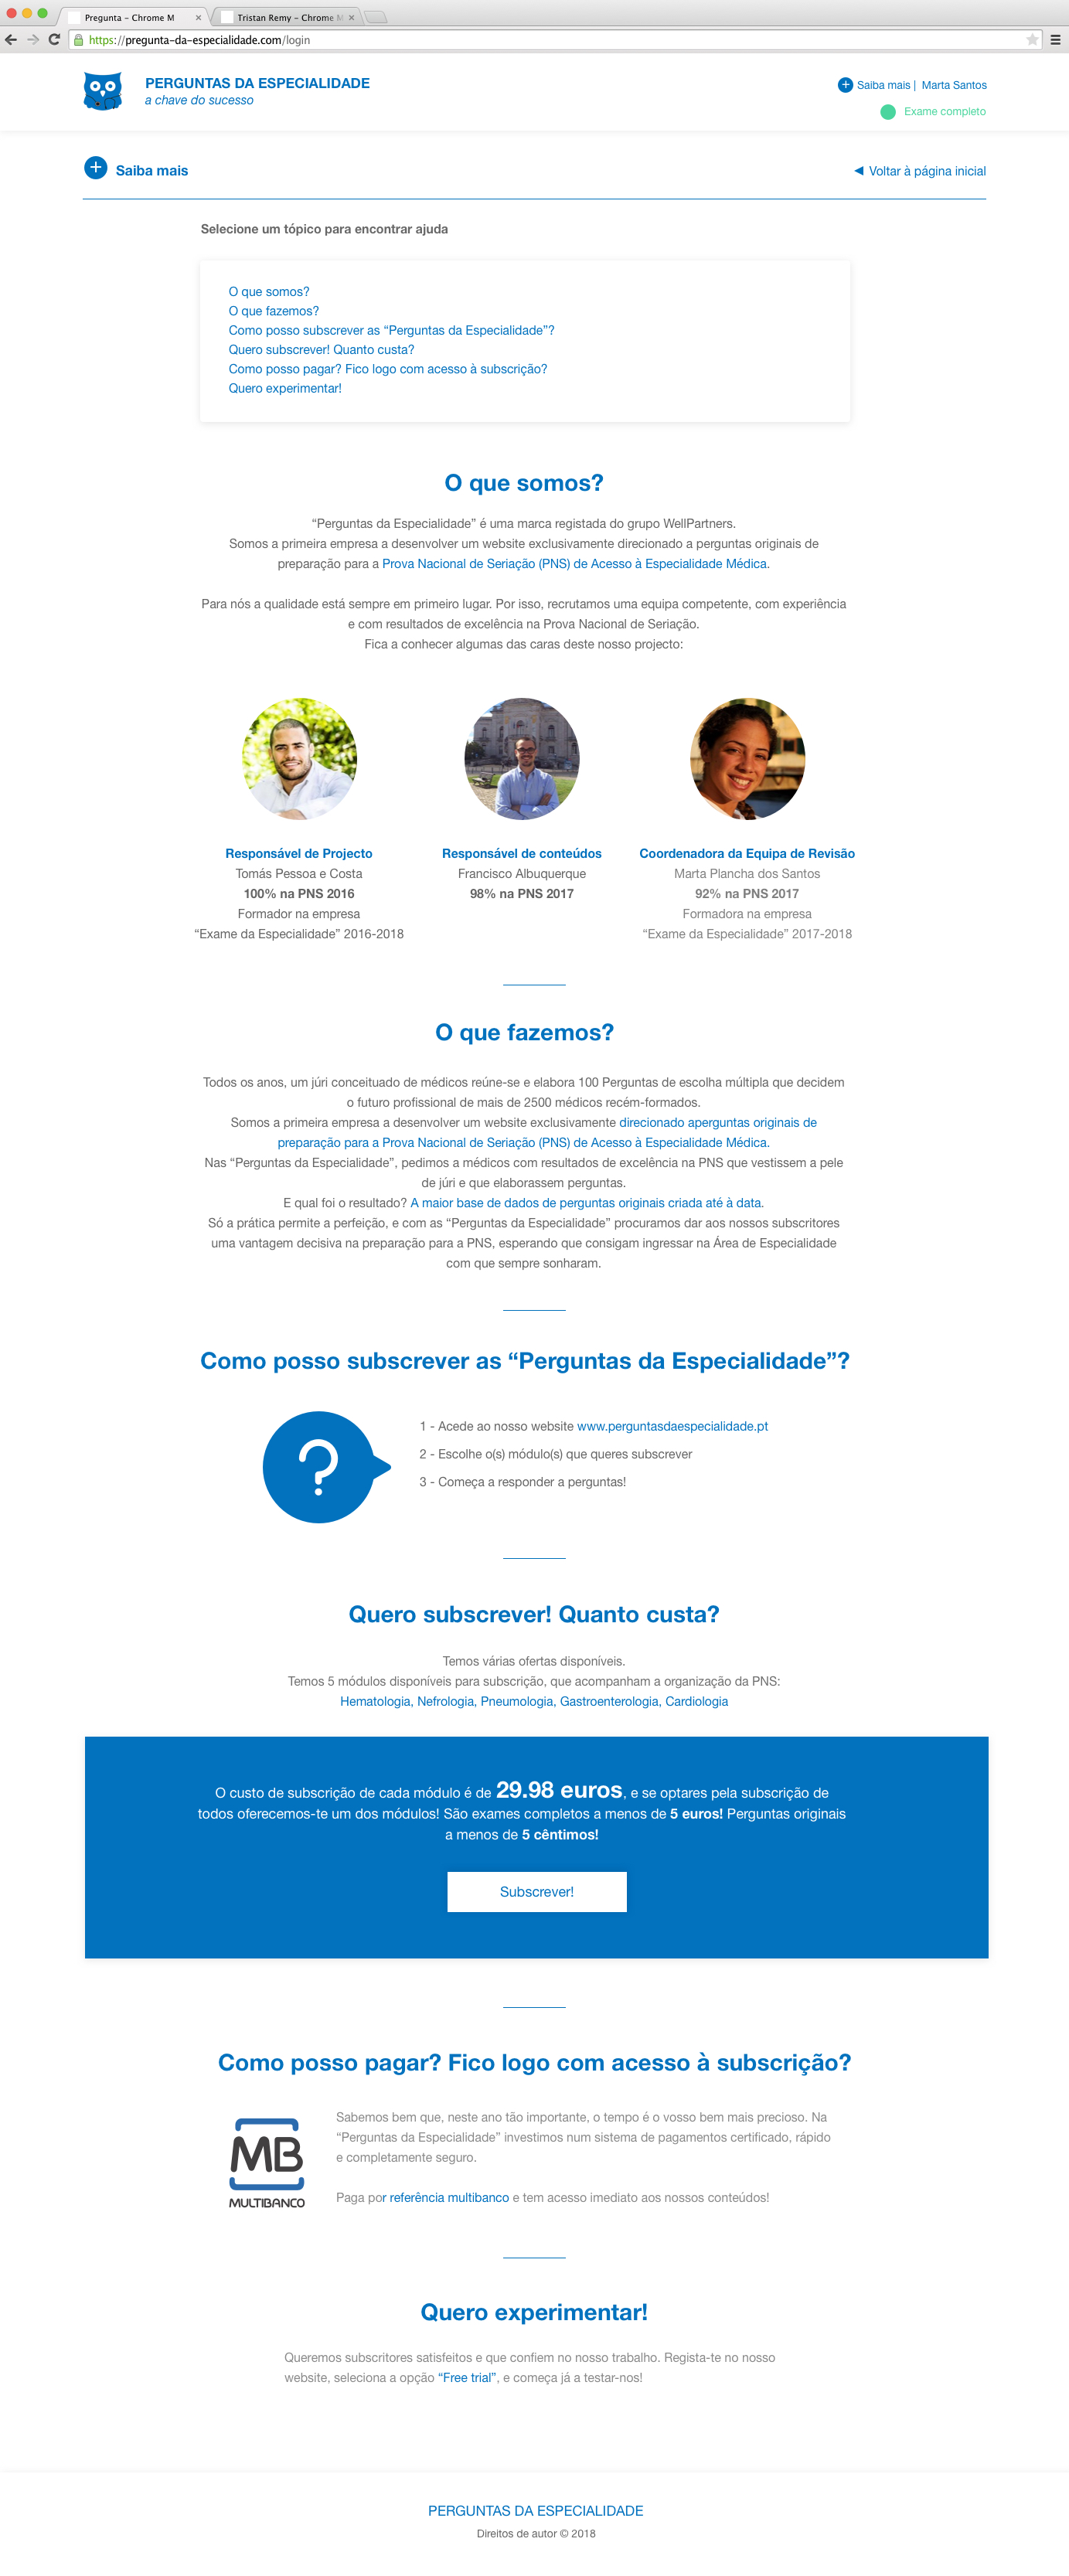 Pregunta – Chrome M
Tristan Remy – Chrome M
https://pregunta-da-especialidade.com/login
PERGUNTAS DA ESPECIALIDADE
a chave do sucesso
Saiba mais | Marta Santos
Exame completo
Saiba mais
Voltar à página inicial
Selecione um tópico para encontrar ajuda
O que somos?
O que fazemos?
Como posso subscrever as “Perguntas da Especialidade”?
Quero subscrever! Quanto custa?
Como posso pagar? Fico logo com acesso à subscrição?
Quero experimentar!
O que somos?
“Perguntas da Especialidade” é uma marca registada do grupo WellPartners.
Somos a primeira empresa a desenvolver um website exclusivamente direcionado a perguntas originais de
preparação para a Prova Nacional de Seriação (PNS) de Acesso à Especialidade Médica.
Para nós a qualidade está sempre em primeiro lugar. Por isso, recrutamos uma equipa competente, com experiência
e com resultados de excelência na Prova Nacional de Seriação.
Fica a conhecer algumas das caras deste nosso projecto:
Responsável de Projecto
Tomás Pessoa e Costa
100% na PNS 2016
Formador na empresa
“Exame da Especialidade” 2016-2018
Responsável de conteúdos
Francisco Albuquerque
98% na PNS 2017
Coordenadora da Equipa de Revisão
Marta Plancha dos Santos
92% na PNS 2017
Formadora na empresa
“Exame da Especialidade” 2017-2018
O que fazemos?
Todos os anos, um júri conceituado de médicos reúne-se e elabora 100 Perguntas de escolha múltipla que decidem
o futuro profissional de mais de 2500 médicos recém-formados.
Somos a primeira empresa a desenvolver um website exclusivamente direcionado aperguntas originais de
preparação para a Prova Nacional de Seriação (PNS) de Acesso à Especialidade Médica.
Nas “Perguntas da Especialidade”, pedimos a médicos com resultados de excelência na PNS que vestissem a pele
de júri e que elaborassem perguntas.
E qual foi o resultado? A maior base de dados de perguntas originais criada até à data.
Só a prática permite a perfeição, e com as “Perguntas da Especialidade” procuramos dar aos nossos subscritores
uma vantagem decisiva na preparação para a PNS, esperando que consigam ingressar na Área de Especialidade
com que sempre sonharam.
Como posso subscrever as “Perguntas da Especialidade”?
?
1 - Acede ao nosso website www.perguntasdaespecialidade.pt
2 - Escolhe o(s) módulo(s) que queres subscrever
3 - Começa a responder a perguntas!
Quero subscrever! Quanto custa?
Temos várias ofertas disponíveis.
Temos 5 módulos disponíveis para subscrição, que acompanham a organização da PNS:
Hematologia, Nefrologia, Pneumologia, Gastroenterologia, Cardiologia
O custo de subscrição de cada módulo é de 29.98 euros, e se optares pela subscrição de
todos oferecemos-te um dos módulos! São exames completos a menos de 5 euros! Perguntas originais
a menos de 5 cêntimos!
Subscrever!
Como posso pagar? Fico logo com acesso à subscrição?
MB
MULTIBANCO
Sabemos bem que, neste ano tão importante, o tempo é o vosso bem mais precioso. Na
“Perguntas da Especialidade” investimos num sistema de pagamentos certificado, rápido
e completamente seguro.
Paga por referência multibanco e tem acesso imediato aos nossos conteúdos!
Quero experimentar!
Queremos subscritores satisfeitos e que confiem no nosso trabalho. Regista-te no nosso
website, seleciona a opção “Free trial”, e começa já a testar-nos!
PERGUNTAS DA ESPECIALIDADE
Direitos de autor © 2018